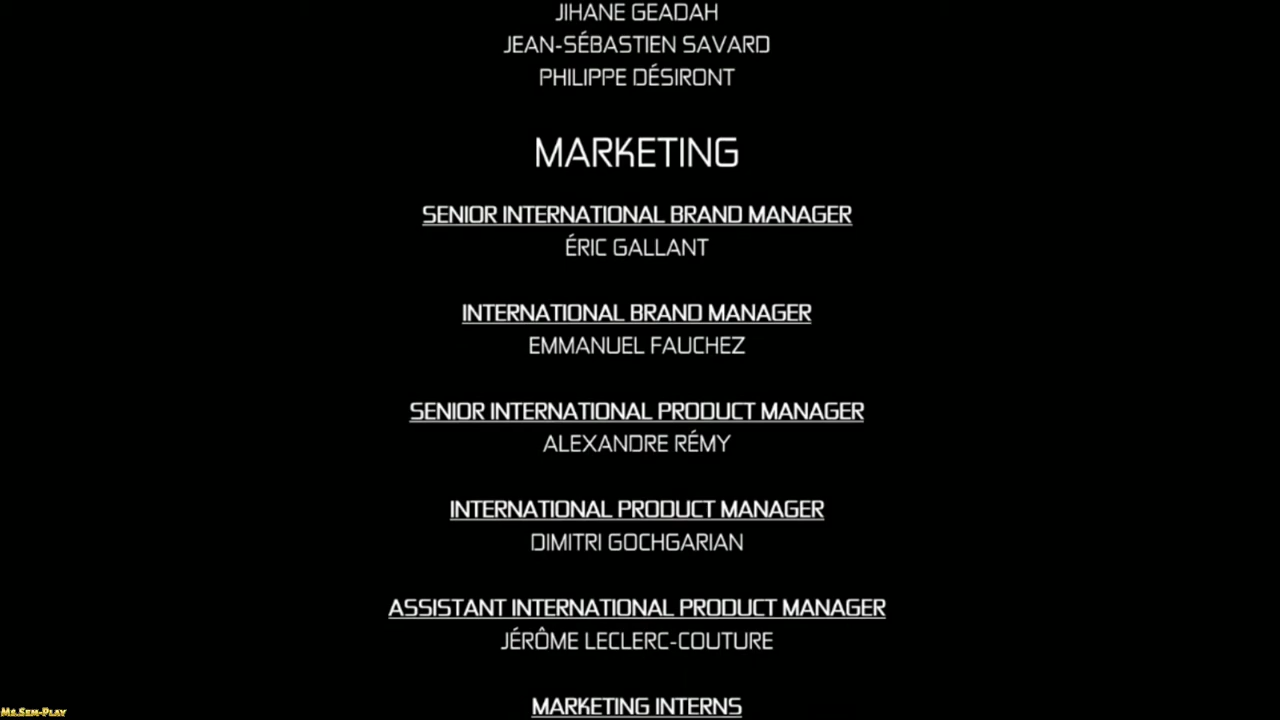 JIHANE GEADAH
JEAN-SÉBASTIEN SAVARD
PHILIPPE DÉSIRONT
MARKETING
SENIOR INTERNATIONAL BRAND MANAGER
ÉRIC GALLANT
INTERNATIONAL BRAND MANAGER
EMMANUEL FAUCHEZ
SENIOR INTERNATIONAL PRODUCT MANAGER
ALEXANDRE RÉMY
INTERNATIONAL PRODUCT MANAGER
DIMITRI GOCHGARIAN
ASSISTANT INTERNATIONAL PRODUCT MANAGER
JÉRÔME LECLERC-COUTURE
MARKETING INTERNS
Ms.Sem-Play